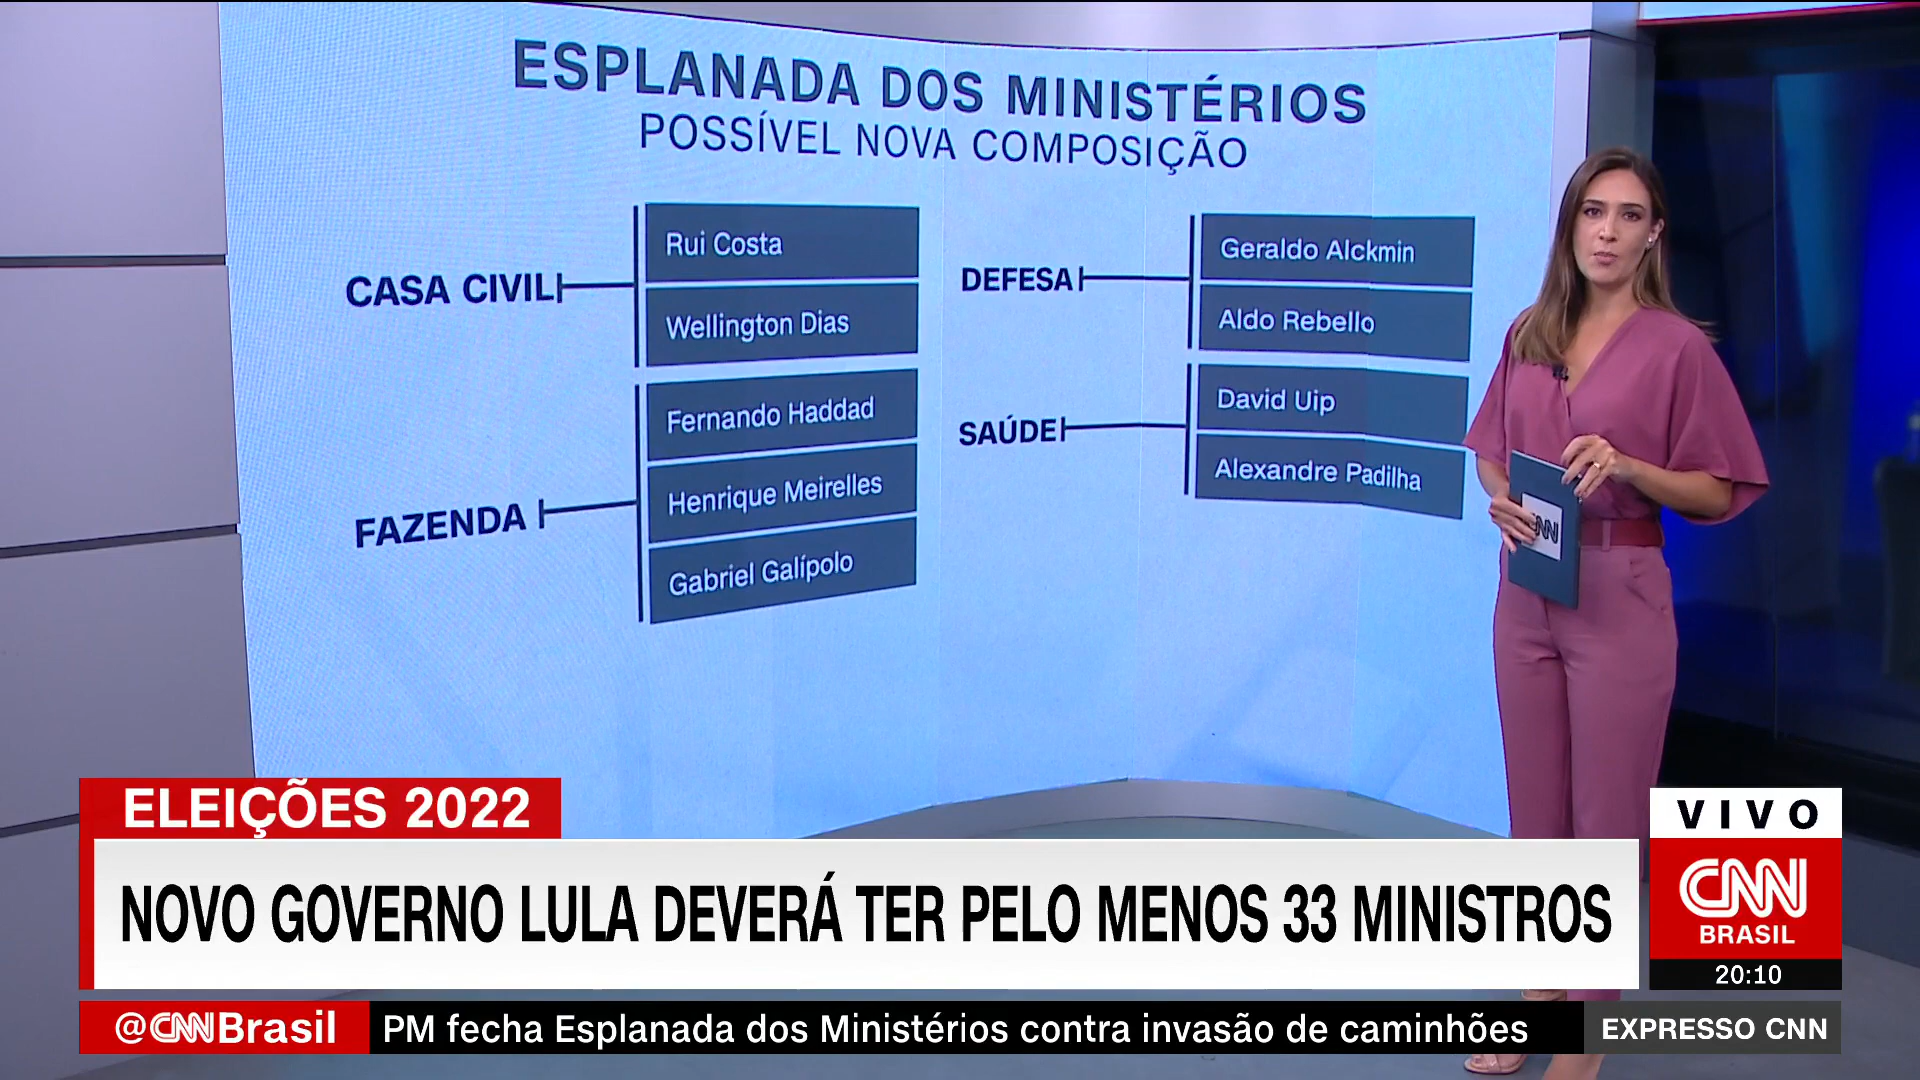 ESPLANADA DOS MINISTÉRIOS
POSSÍVEL NOVA COMPOSIÇÃO
CASA CIVIL
Rui Costa
Wellington Dias
FAZENDA
Fernando Haddad
Henrique Meirelles
Gabriel Galípolo
DEFESA
Geraldo Alckmin
Aldo Rebello
SAÚDE
David Uip
Alexandre Padilha
CNN
ELEIÇÕES 2022
NOVO GOVERNO LULA DEVERÁ TER PELO MENOS 33 MINISTROS
VIVO
CNN
BRASIL
20:10
@CNNBrasil
PM fecha Esplanada dos Ministérios contra invasão de caminhões
EXPRESSO CNN